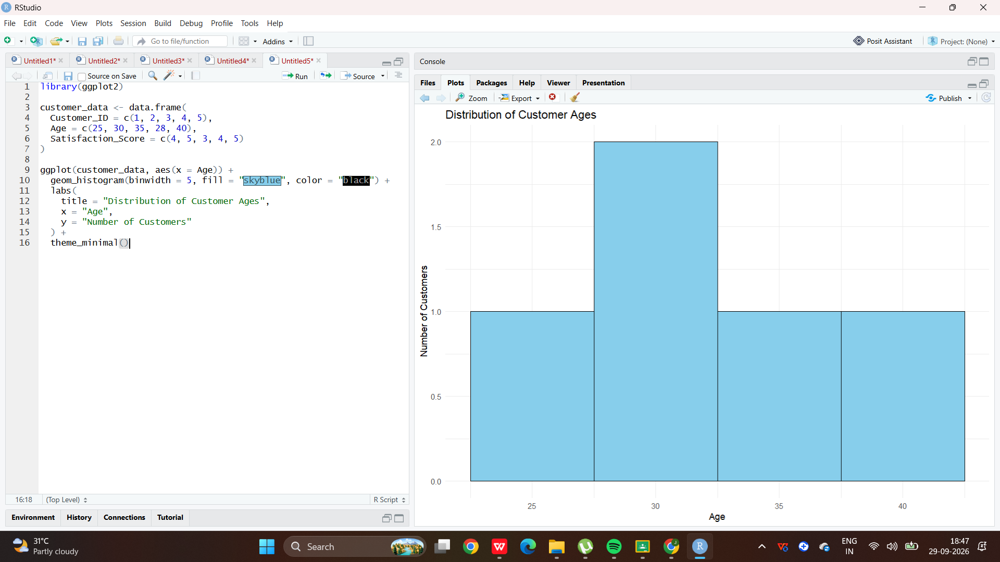 RStudio
File Edit Code View Plots Session Build Debug Profile Tools Help
Go to file/function Addins Posit Assistant Project: (None)
Untitled1* Untitled2* Untitled3* Untitled4* Untitled5*
Source on Save Run Source
1 library(ggplot2)
2
3 customer_data <- data.frame(
4 Customer_ID = c(1, 2, 3, 4, 5),
5 Age = c(25, 30, 35, 28, 40),
6 Satisfaction_Score = c(4, 5, 3, 4, 5)
7 )
8
9 ggplot(customer_data, aes(x = Age)) +
10 geom_histogram(binwidth = 5, fill = "skyblue", color = "black") +
11 labs(
12 title = "Distribution of Customer Ages",
13 x = "Age",
14 y = "Number of Customers"
15 ) +
16 theme_minimal()
16:18 (Top Level) R Script
Environment History Connections Tutorial
Console
Files Plots Packages Help Viewer Presentation
Zoom Export Publish
Distribution of Customer Ages
Number of Customers
2.0
1.5
1.0
0.5
0.0
25 30 35 40
Age
31°C
Partly cloudy
Search
ENG
IN
18:47
29-09-2026